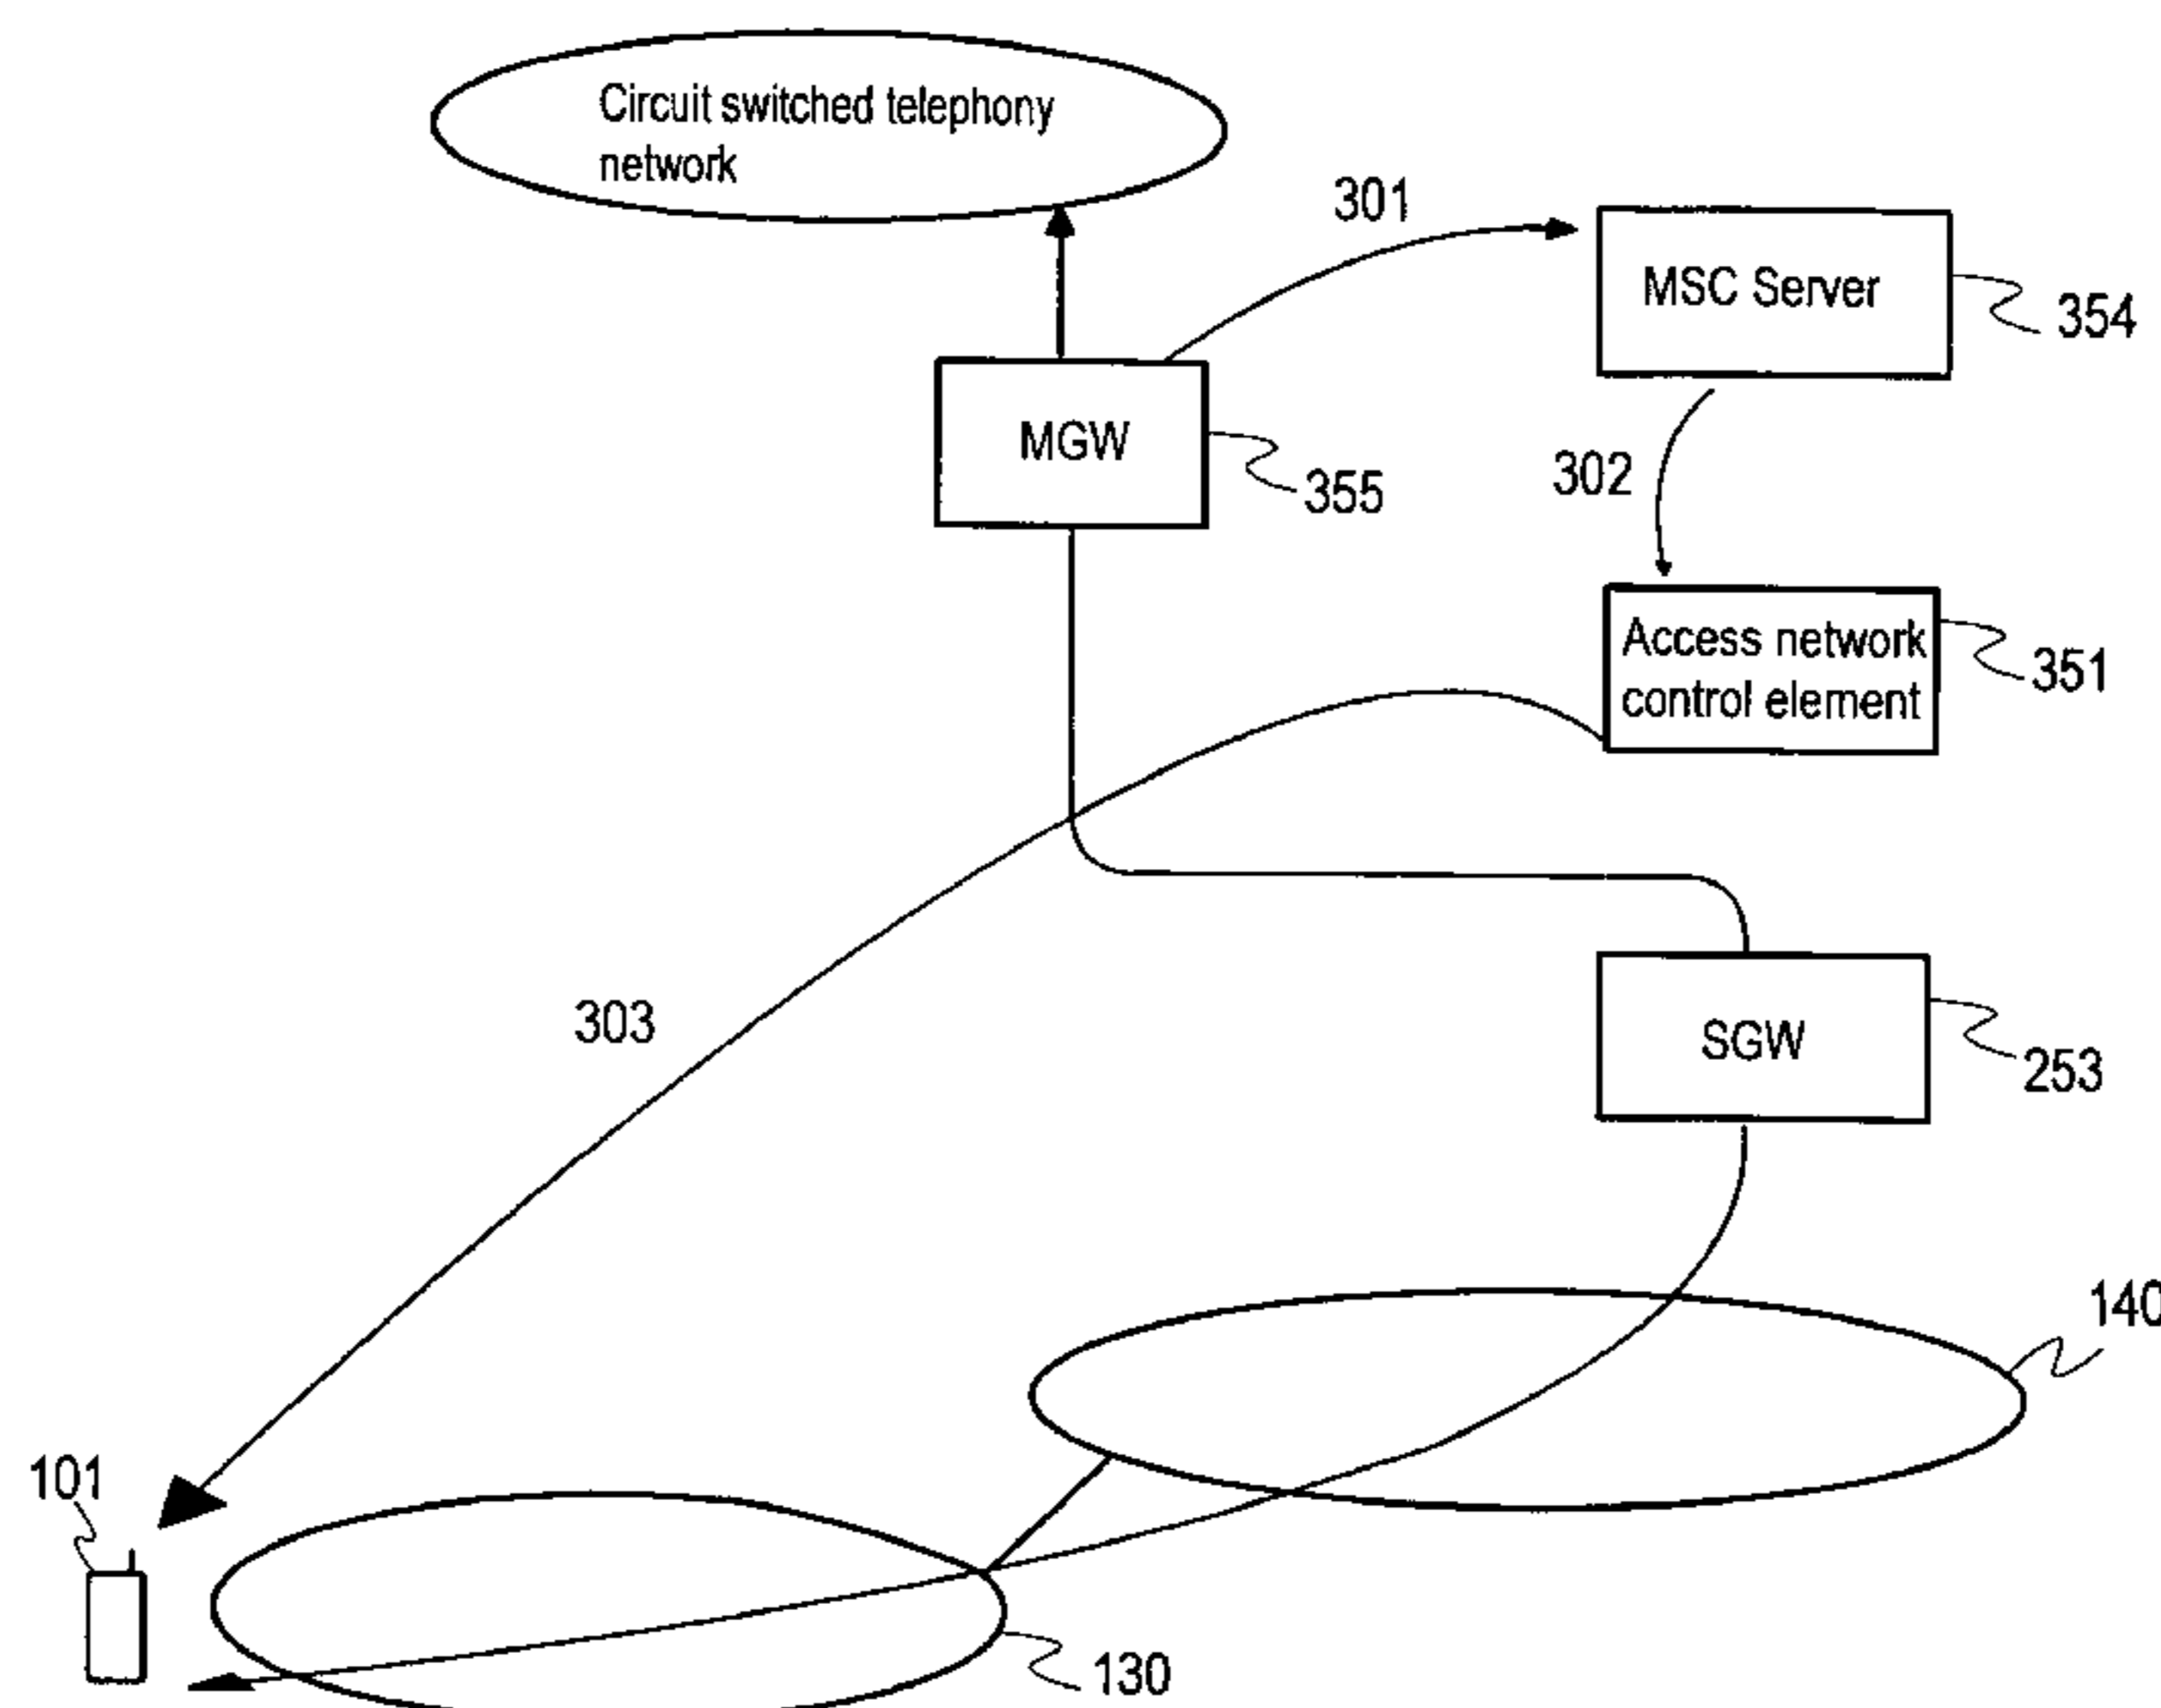 Circuit switched telephony
network
301
MSC Server
354
MGW
355
302
Access network
control element
351
303
SGW
253
140
101
130